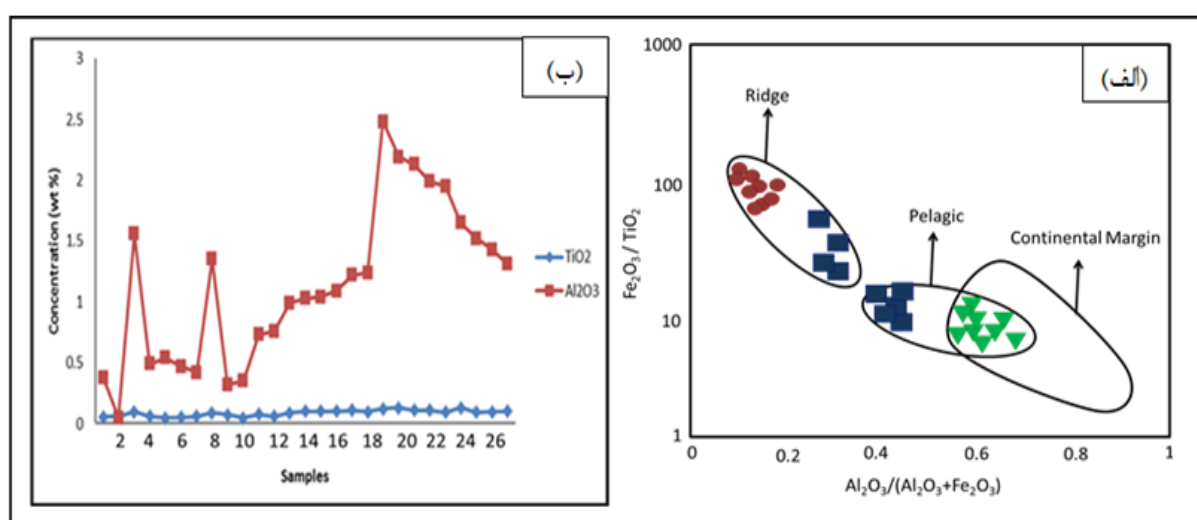 (ب)
3
2.5
2
1.5
1
0.5
0
Concentration (wt %)
TiO2
Al2O3
2 4 6 8 10 12 14 16 18 20 22 24 26
Samples
(الف)
1000
100
10
1
Fe₂O₃ / TiO₂
Ridge
Pelagic
Continental Margin
0 0.2 0.4 0.6 0.8 1
Al₂O₃/(Al₂O₃+Fe₂O₃)